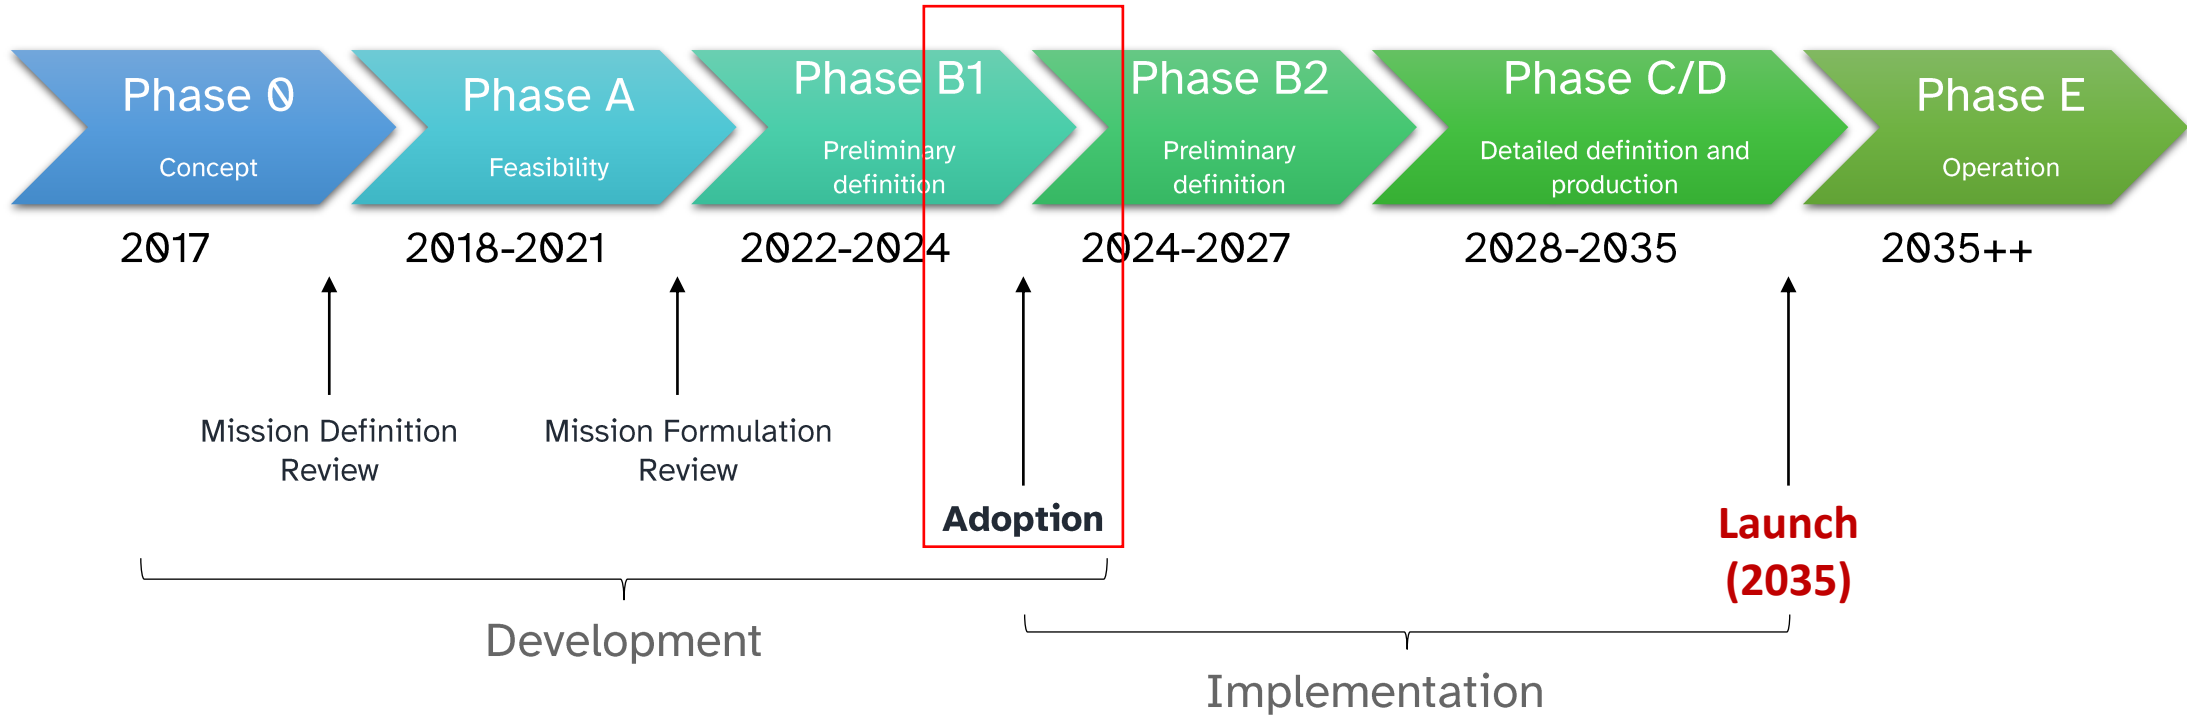 Phase 0
Concept
2017
Phase A
Feasibility
2018-2021
Phase B1
Preliminary
definition
2022-2024
Phase B2
Preliminary
definition
2024-2027
Phase C/D
Detailed definition and
production
2028-2035
Phase E
Operation
2035++
Mission Definition
Review
Mission Formulation
Review
Adoption
Launch
(2035)
Development
Implementation